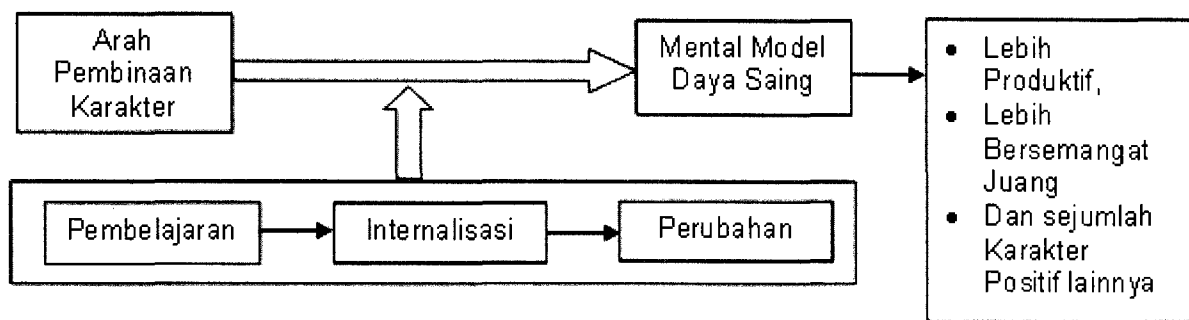 Arah
Pembinaan
Karakter
Mental Model
Daya Saing
• Lebih
Produktif,
• Lebih
Bersemangat
Juang
• Dan sejumlah
Karakter
Positif lainnya
Pembelajaran
Internalisasi
Perubahan